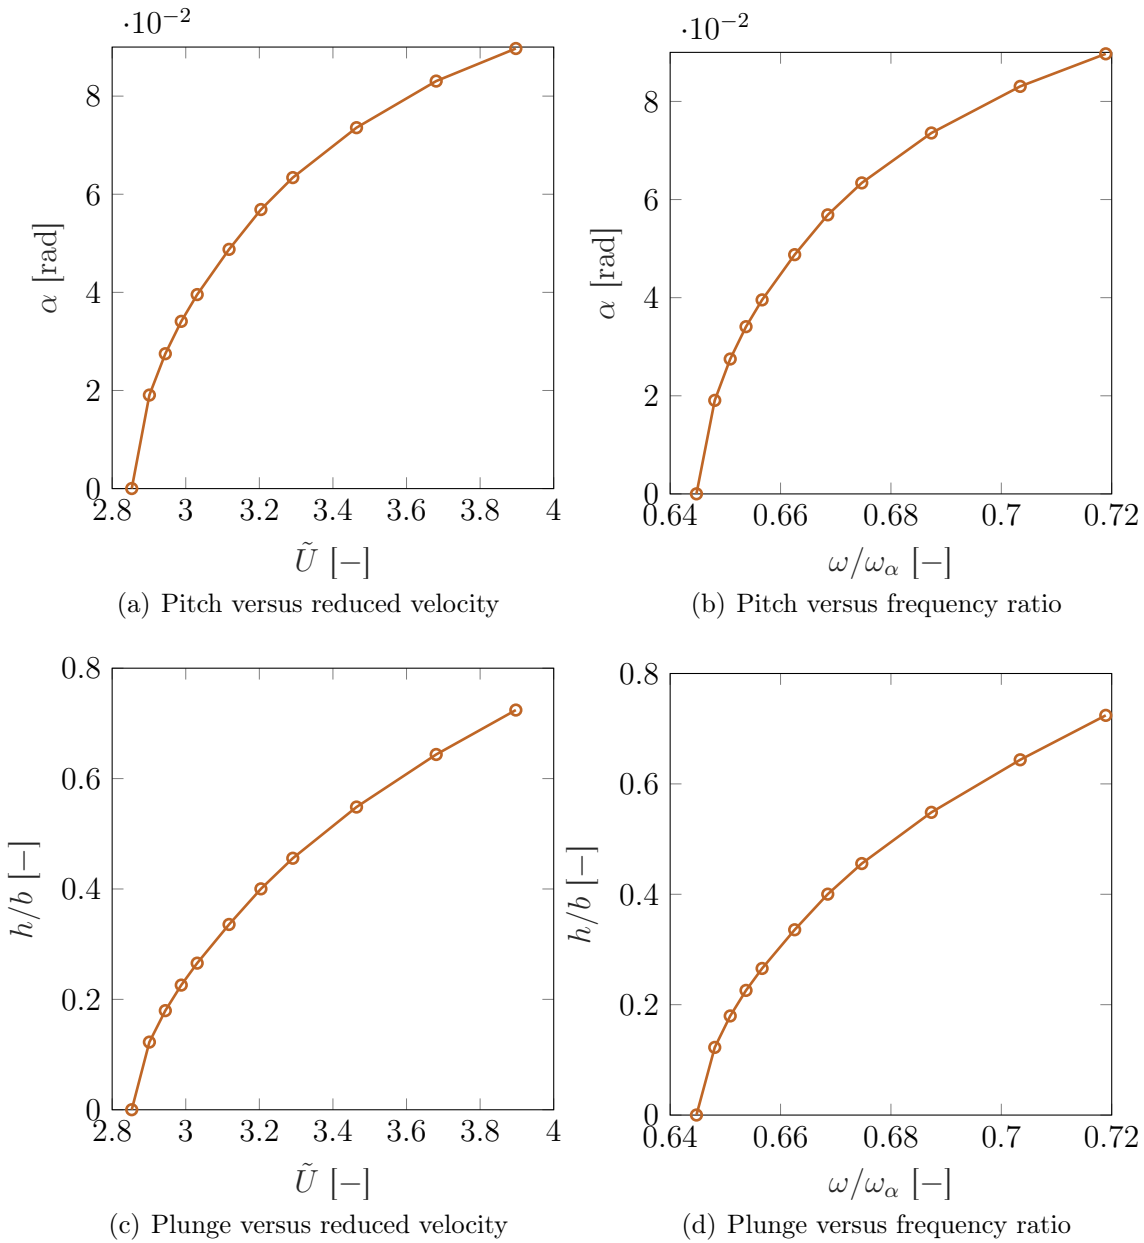 ·10⁻²
8
6
4
2
0
α [rad]
2.8 3 3.2 3.4 3.6 3.8 4
Ũ [−]
(a) Pitch versus reduced velocity
·10⁻²
8
6
4
2
0
α [rad]
0.64 0.66 0.68 0.7 0.72
ω/ω_α [−]
(b) Pitch versus frequency ratio
0.8
0.6
0.4
0.2
0
h/b [−]
2.8 3 3.2 3.4 3.6 3.8 4
Ũ [−]
(c) Plunge versus reduced velocity
0.8
0.6
0.4
0.2
0
h/b [−]
0.64 0.66 0.68 0.7 0.72
ω/ω_α [−]
(d) Plunge versus frequency ratio